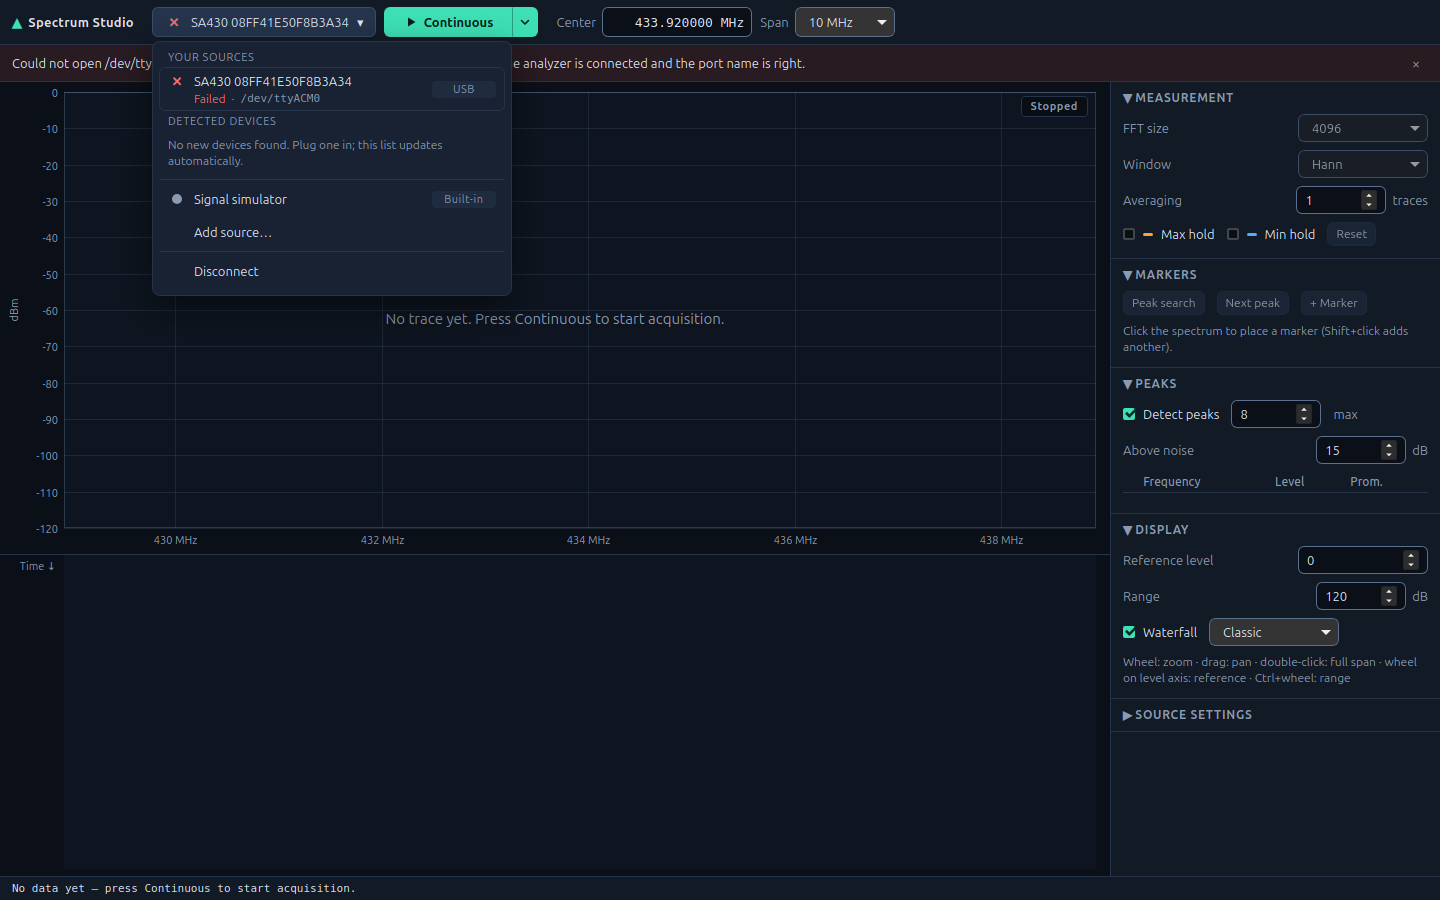 Spectrum Studio
SA430 08FF41E50F8B3A34
Continuous
Center
433.920000 MHz
Span
10 MHz
Could not open /dev/tty
e analyzer is connected and the port name is right.
YOUR SOURCES
SA430 08FF41E50F8B3A34
USB
Failed · /dev/ttyACM0
DETECTED DEVICES
No new devices found. Plug one in; this list updates
automatically.
Signal simulator
Built-in
Add source…
Disconnect
Stopped
No trace yet. Press Continuous to start acquisition.
dBm
0
-10
-20
-30
-40
-50
-60
-70
-80
-90
-100
-110
-120
430 MHz
432 MHz
434 MHz
436 MHz
438 MHz
Time ↓
MEASUREMENT
FFT size
4096
Window
Hann
Averaging
1
traces
Max hold
Min hold
Reset
MARKERS
Peak search
Next peak
+ Marker
Click the spectrum to place a marker (Shift+click adds
another).
PEAKS
Detect peaks
8
max
Above noise
15
dB
Frequency
Level
Prom.
DISPLAY
Reference level
0
Range
120
dB
Waterfall
Classic
Wheel: zoom · drag: pan · double-click: full span · wheel
on level axis: reference · Ctrl+wheel: range
SOURCE SETTINGS
No data yet — press Continuous to start acquisition.